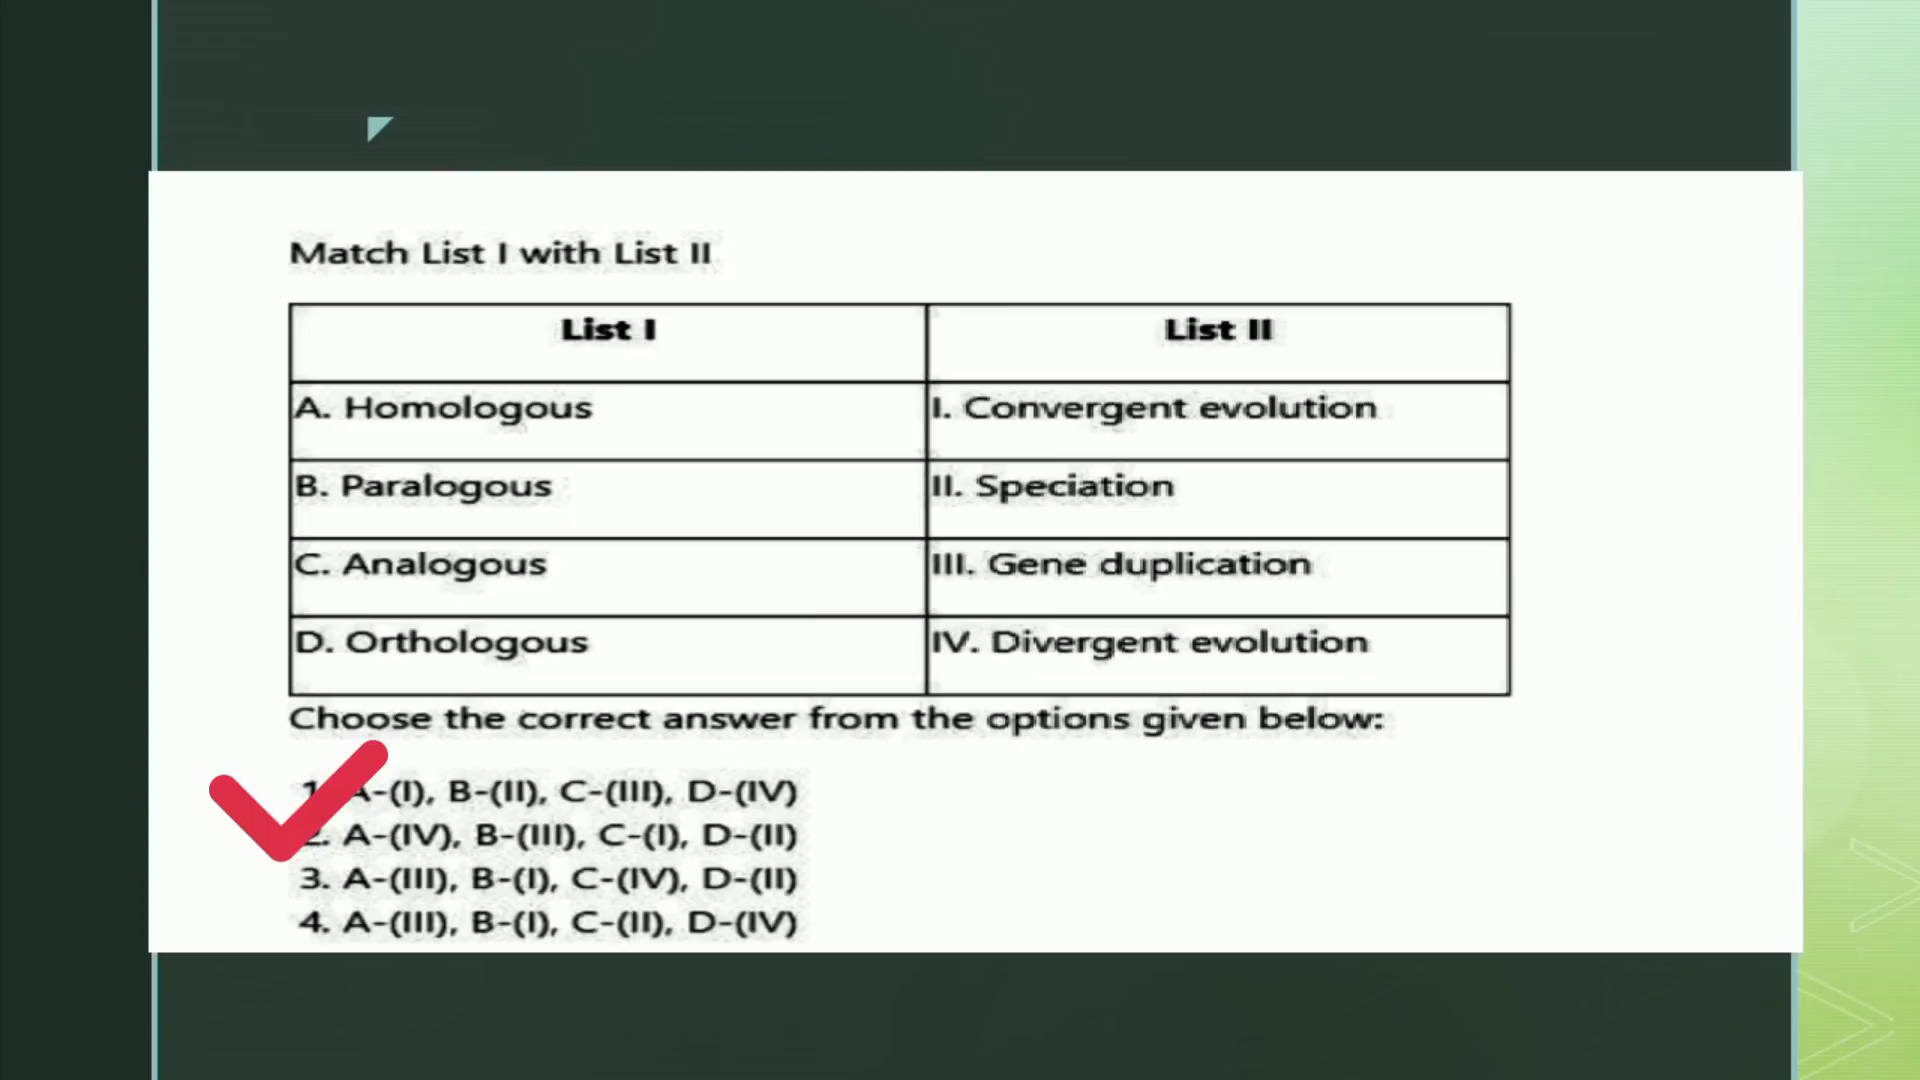 Match List I with List II
List I List II
A. Homologous I. Convergent evolution
B. Paralogous II. Speciation
C. Analogous III. Gene duplication
D. Orthologous IV. Divergent evolution
Choose the correct answer from the options given below:
1. A-(I), B-(II), C-(III), D-(IV)
2. A-(IV), B-(III), C-(I), D-(II)
3. A-(III), B-(I), C-(IV), D-(II)
4. A-(III), B-(I), C-(II), D-(IV)